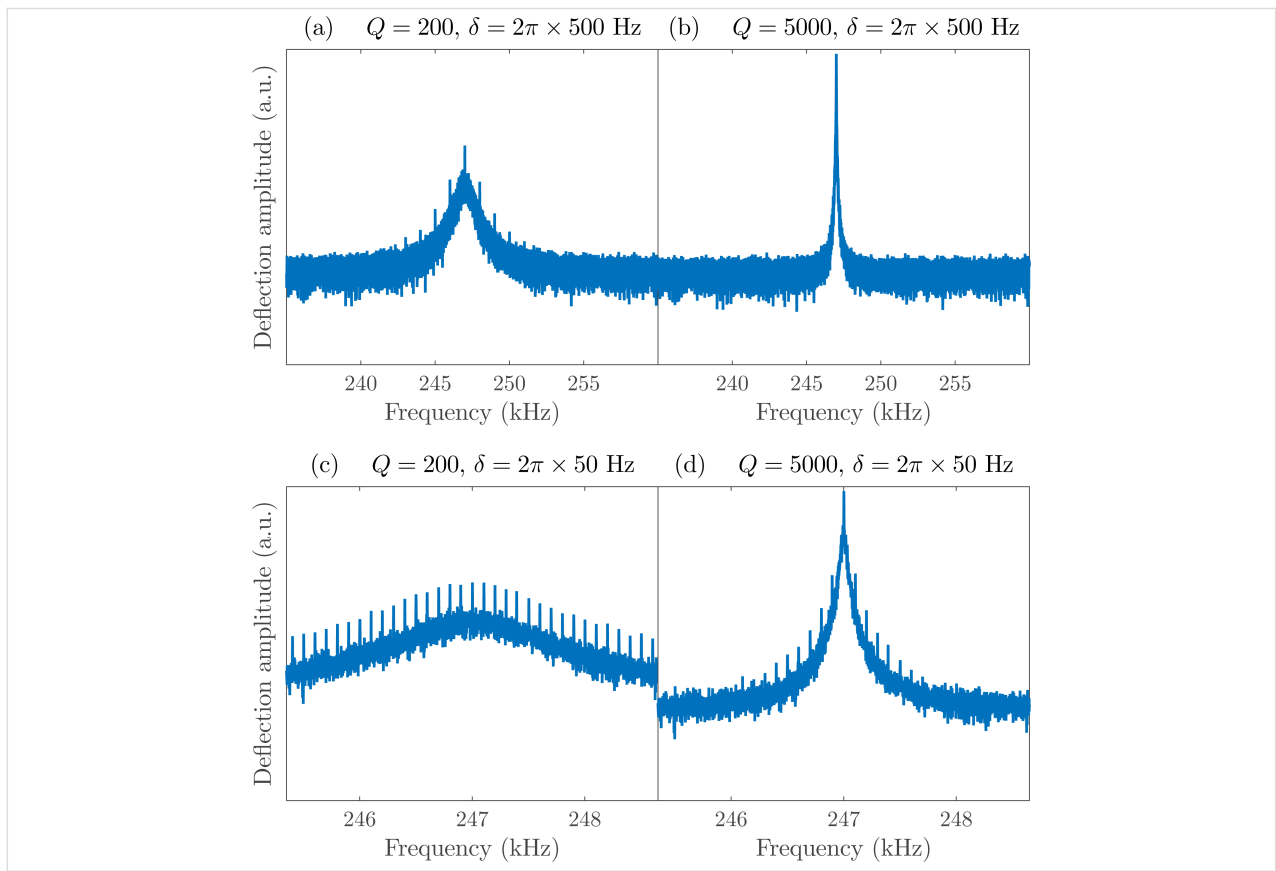 (a) Q = 200, δ = 2π × 500 Hz (b) Q = 5000, δ = 2π × 500 Hz
Deflection amplitude (a.u.)
240 245 250 255 240 245 250 255
Frequency (kHz) Frequency (kHz)
(c) Q = 200, δ = 2π × 50 Hz (d) Q = 5000, δ = 2π × 50 Hz
Deflection amplitude (a.u.)
246 247 248 246 247 248
Frequency (kHz) Frequency (kHz)